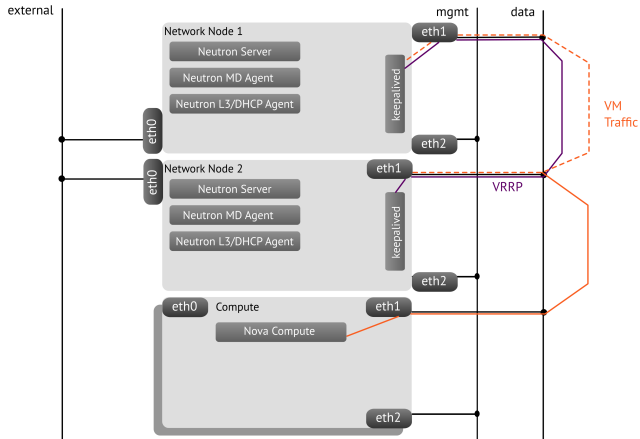 external
mgmt
data
Network Node 1
eth1
Neutron Server
Neutron MD Agent
Neutron L3/DHCP Agent
keepalived
VM
Traffic
eth0
eth2
Network Node 2
eth1
eth0
Neutron Server
VRRP
Neutron MD Agent
Neutron L3/DHCP Agent
keepalived
eth2
eth0
Compute
eth1
Nova Compute
eth2